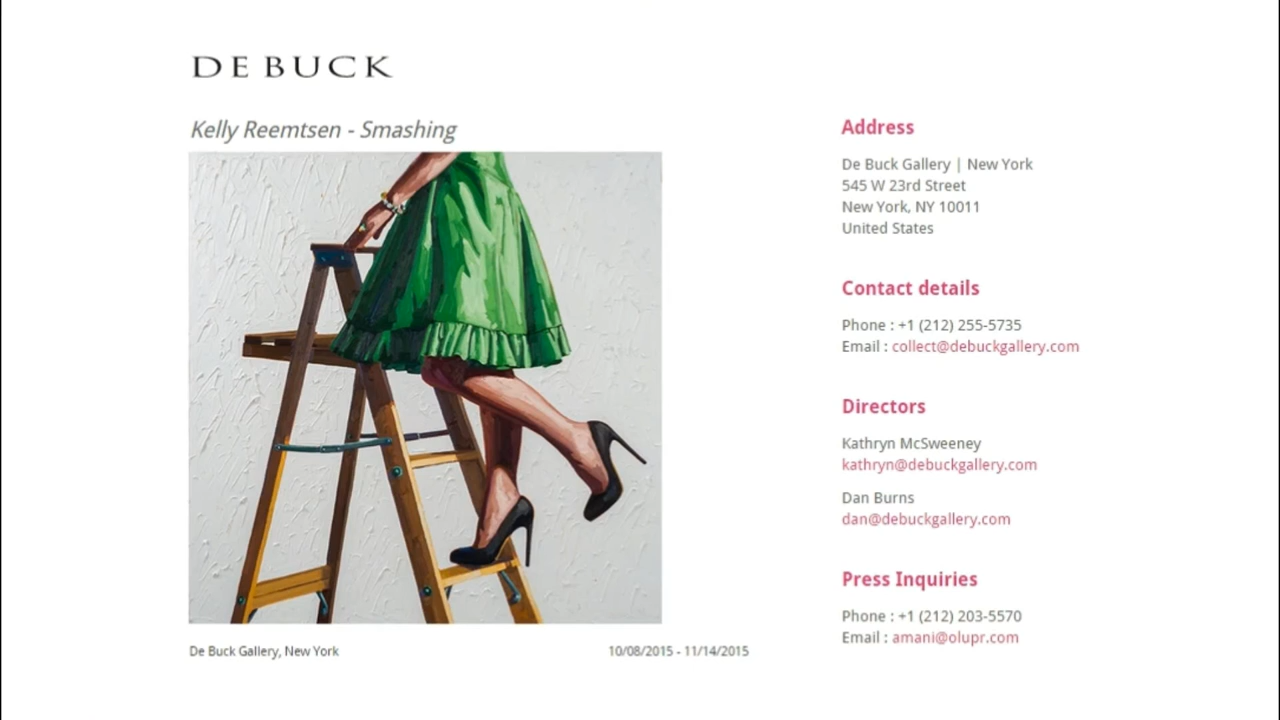 DE BUCK
Kelly Reemtsen - Smashing
De Buck Gallery, New York
10/08/2015 - 11/14/2015
Address
De Buck Gallery | New York
545 W 23rd Street
New York, NY 10011
United States
Contact details
Phone : +1 (212) 255-5735
Email : collect@debuckgallery.com
Directors
Kathryn McSweeney
kathryn@debuckgallery.com
Dan Burns
dan@debuckgallery.com
Press Inquiries
Phone : +1 (212) 203-5570
Email : amani@olupr.com